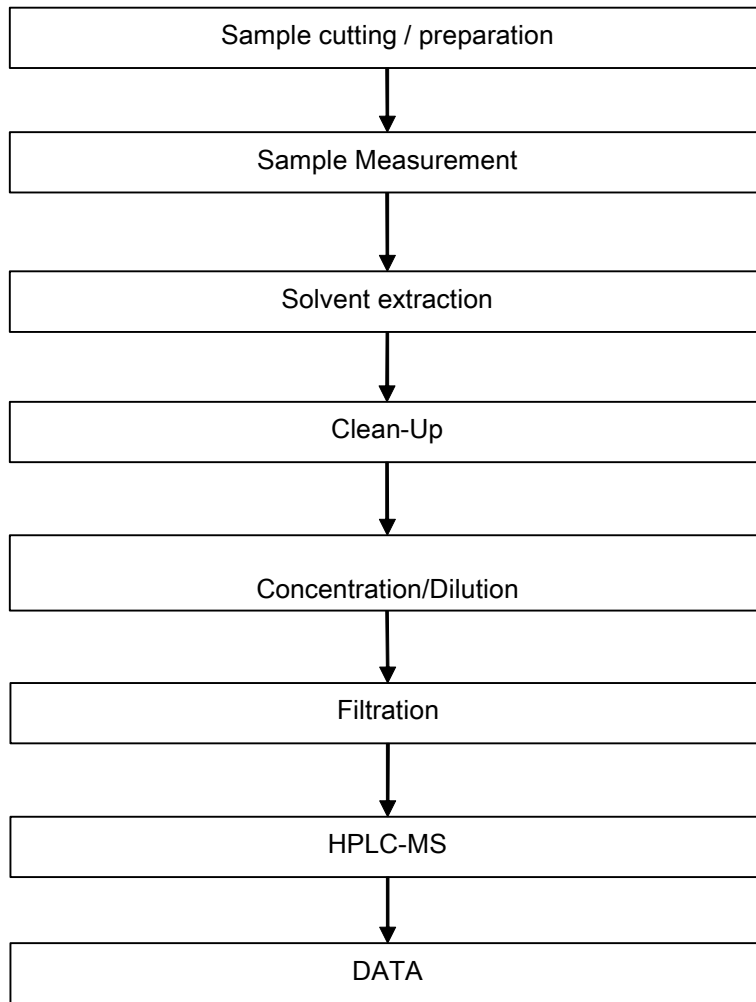 Sample cutting / preparation
Sample Measurement
Solvent extraction
Clean-Up
Concentration/Dilution
Filtration
HPLC-MS
DATA